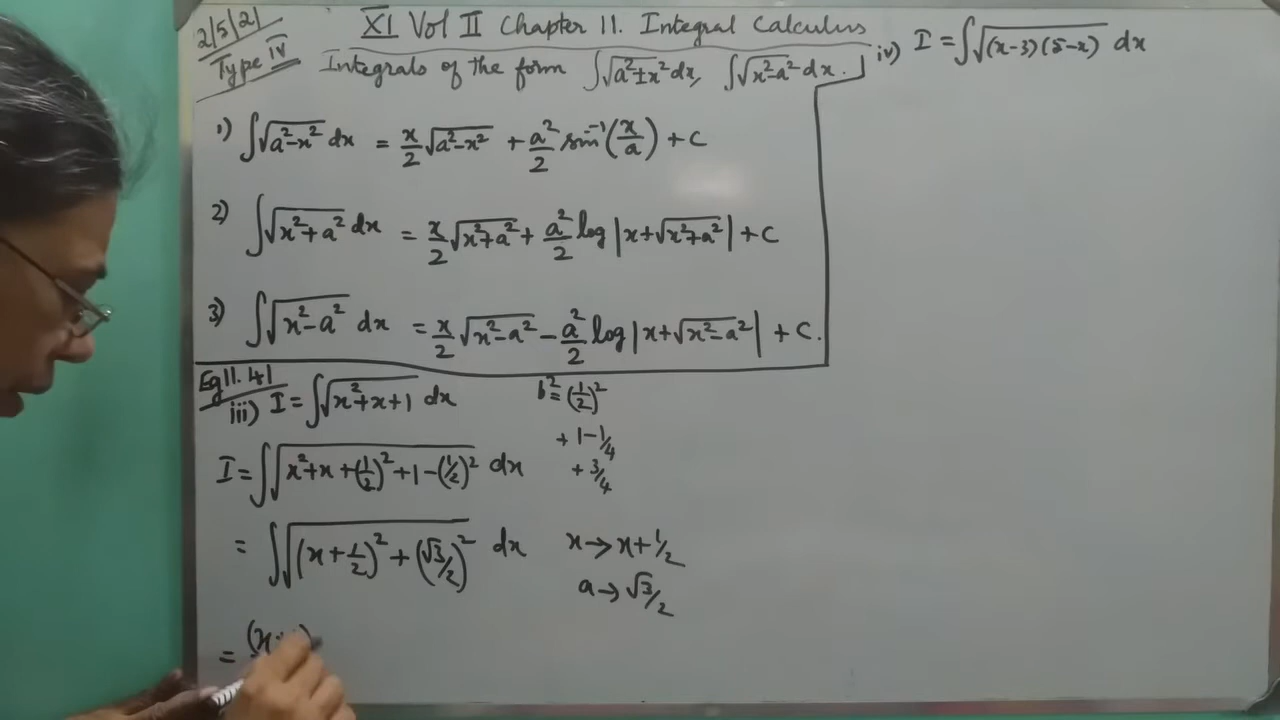 2/5/21
Type iv
XI Vol II Chapter 11. Integral Calculus
Integrals of the form ∫√(a²±x²) dx, ∫√(x²-a²) dx.
1) ∫√(a²-x²) dx = x/2 √(a²-x²) + a²/2 sin⁻¹(x/a) + c
2) ∫√(x²+a²) dx = x/2 √(x²+a²) + a²/2 log |x+√(x²+a²)| + c
3) ∫√(x²-a²) dx = x/2 √(x²-a²) - a²/2 log |x+√(x²-a²)| + c.
Eg 11.41
iii) I = ∫√(x²+x+1) dx
b² = (1/2)²
+ 1-1/4
+ 3/4
I = ∫√(x²+x+(1/2)²+1-(1/2)²) dx
= ∫√((x+1/2)²+(√3/2)²) dx
x → x+1/2
a → √3/2
= (x
iv) I = ∫√((x-3)(5-x)) dx